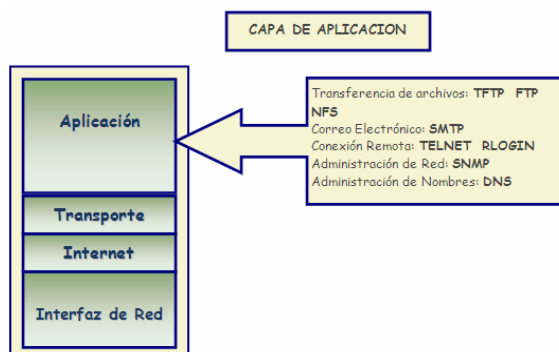 CAPA DE APLICACION
Aplicación
Transporte
Internet
Interfaz de Red
Transferencia de archivos: TFTP FTP
NFS
Correo Electrónico: SMTP
Conexión Remota: TELNET RLOGIN
Administración de Red: SNMP
Administración de Nombres: DNS